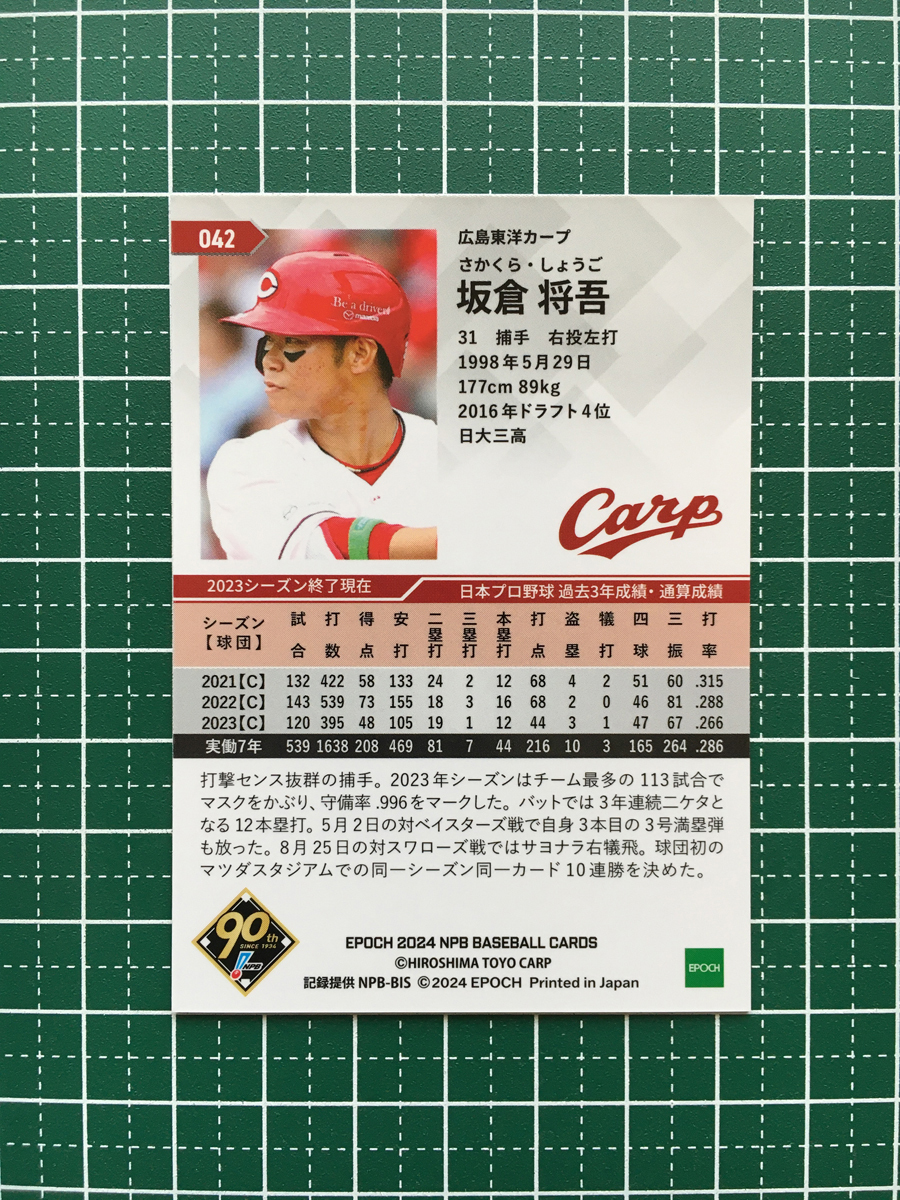 042
広島東洋カープ
さかくら・しょうご
坂倉 将吾
31 捕手 右投左打
1998年5月29日
177cm 89kg
2016年ドラフト4位
日大三高
C
Be a driver.
mazda
Carp
2023シーズン終了現在
日本プロ野球 過去3年成績・通算成績
シーズン【球団】 試合 打数 得点 安打 二塁打 三塁打 本塁打 打点 盗塁 犠打 四球 三振 打率
2021【C】 132 422 58 133 24 2 12 68 4 2 51 60 .315
2022【C】 143 539 73 155 18 3 16 68 2 0 46 81 .288
2023【C】 120 395 48 105 19 1 12 44 3 1 47 67 .266
実働7年 539 1638 208 469 81 7 44 216 10 3 165 264 .286
打撃センス抜群の捕手。2023年シーズンはチーム最多の113試合で
マスクをかぶり、守備率.996をマークした。バットでは3年連続二ケタと
なる12本塁打。5月2日の対ベイスターズ戦で自身3本目の3号満塁弾
も放った。8月25日の対スワローズ戦ではサヨナラ右犠飛。球団初の
マツダスタジアムでの同一シーズン同一カード10連勝を決めた。
90th
SINCE 1934
NPB
EPOCH 2024 NPB BASEBALL CARDS
©HIROSHIMA TOYO CARP
記録提供 NPB-BIS ©2024 EPOCH Printed in Japan
EPOCH